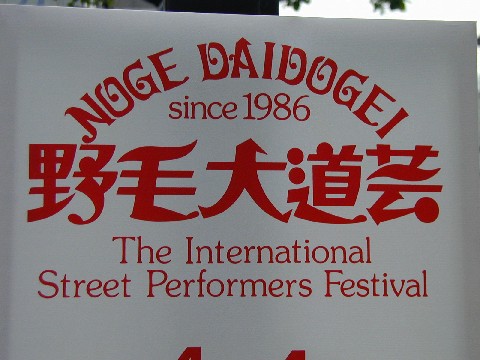 NOGE DAIDOGEI
since 1986
野毛大道芸
The International
Street Performers Festival